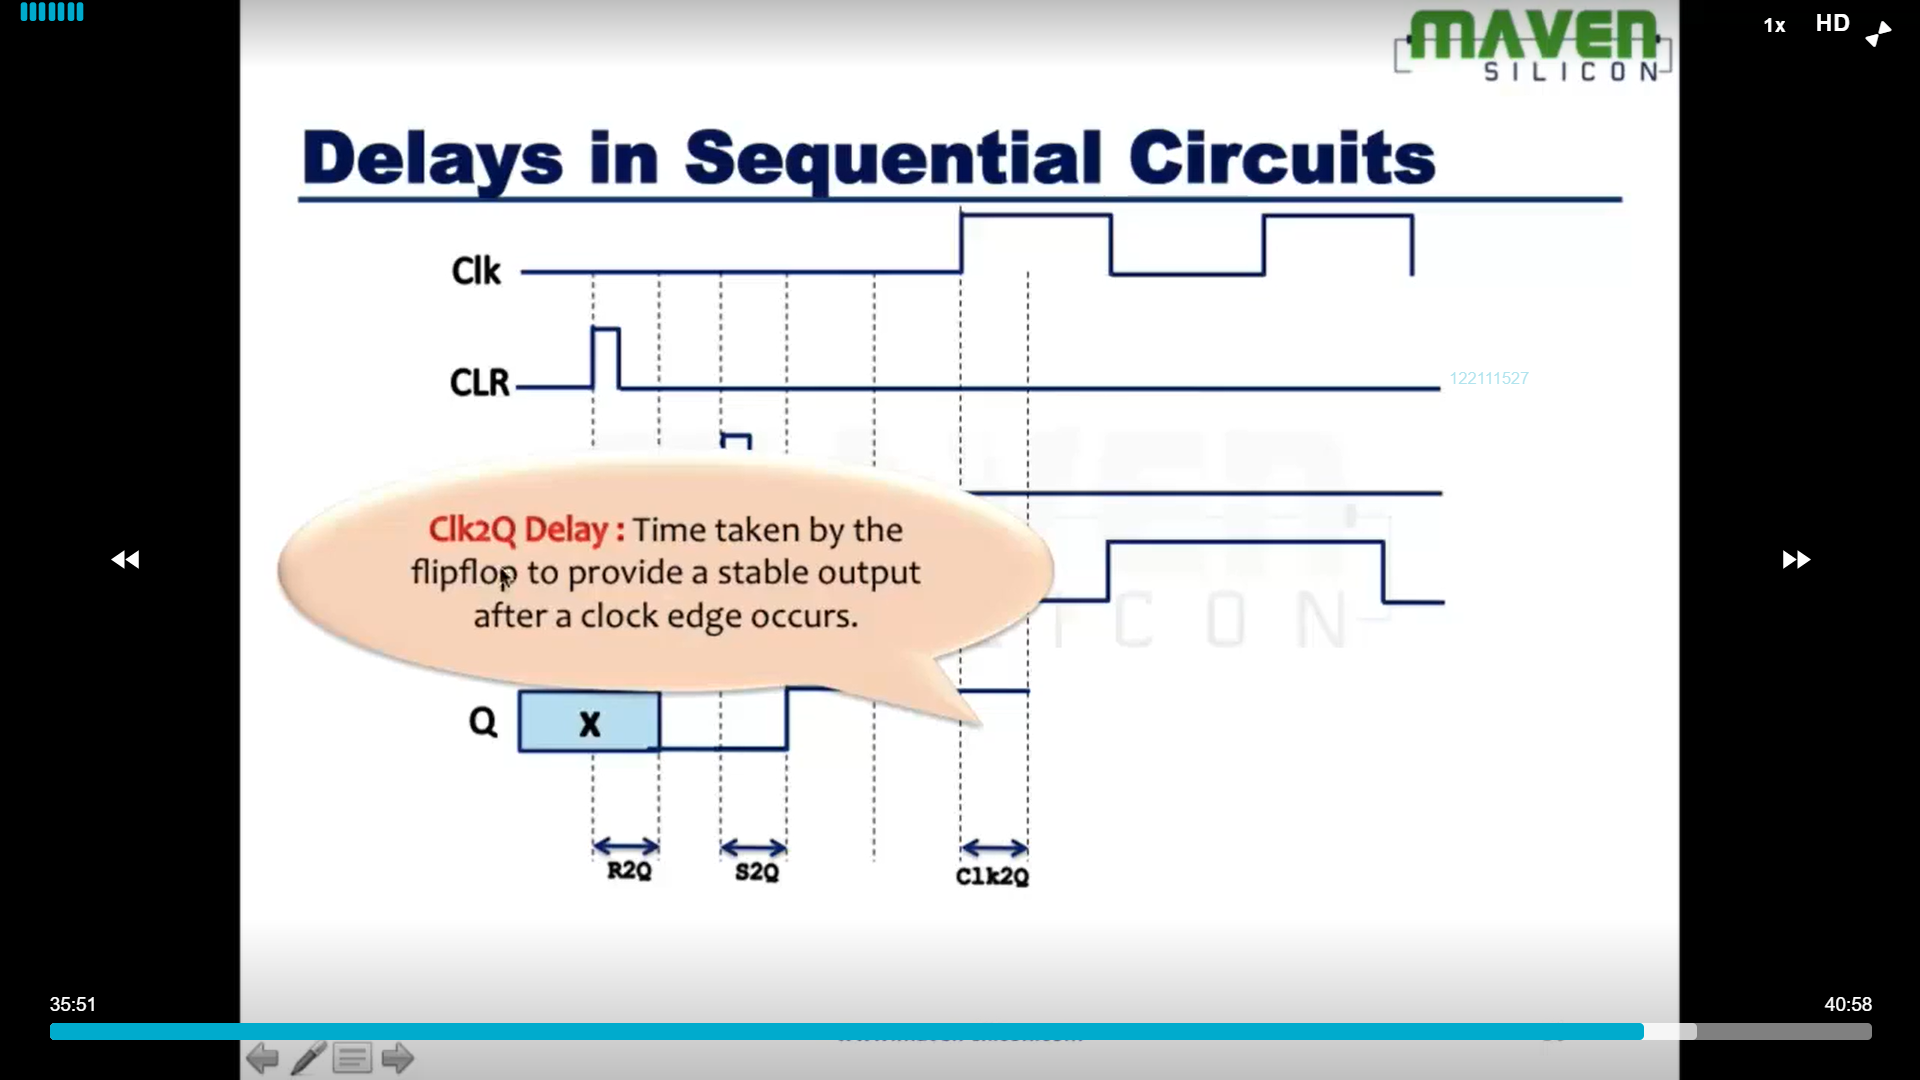 1x HD
MAVEN
SILICON
Delays in Sequential Circuits
Clk
CLR
122111527
Clk2Q Delay : Time taken by the
flipflop to provide a stable output
after a clock edge occurs.
Q X
R2Q S2Q Clk2Q
35:51 40:58